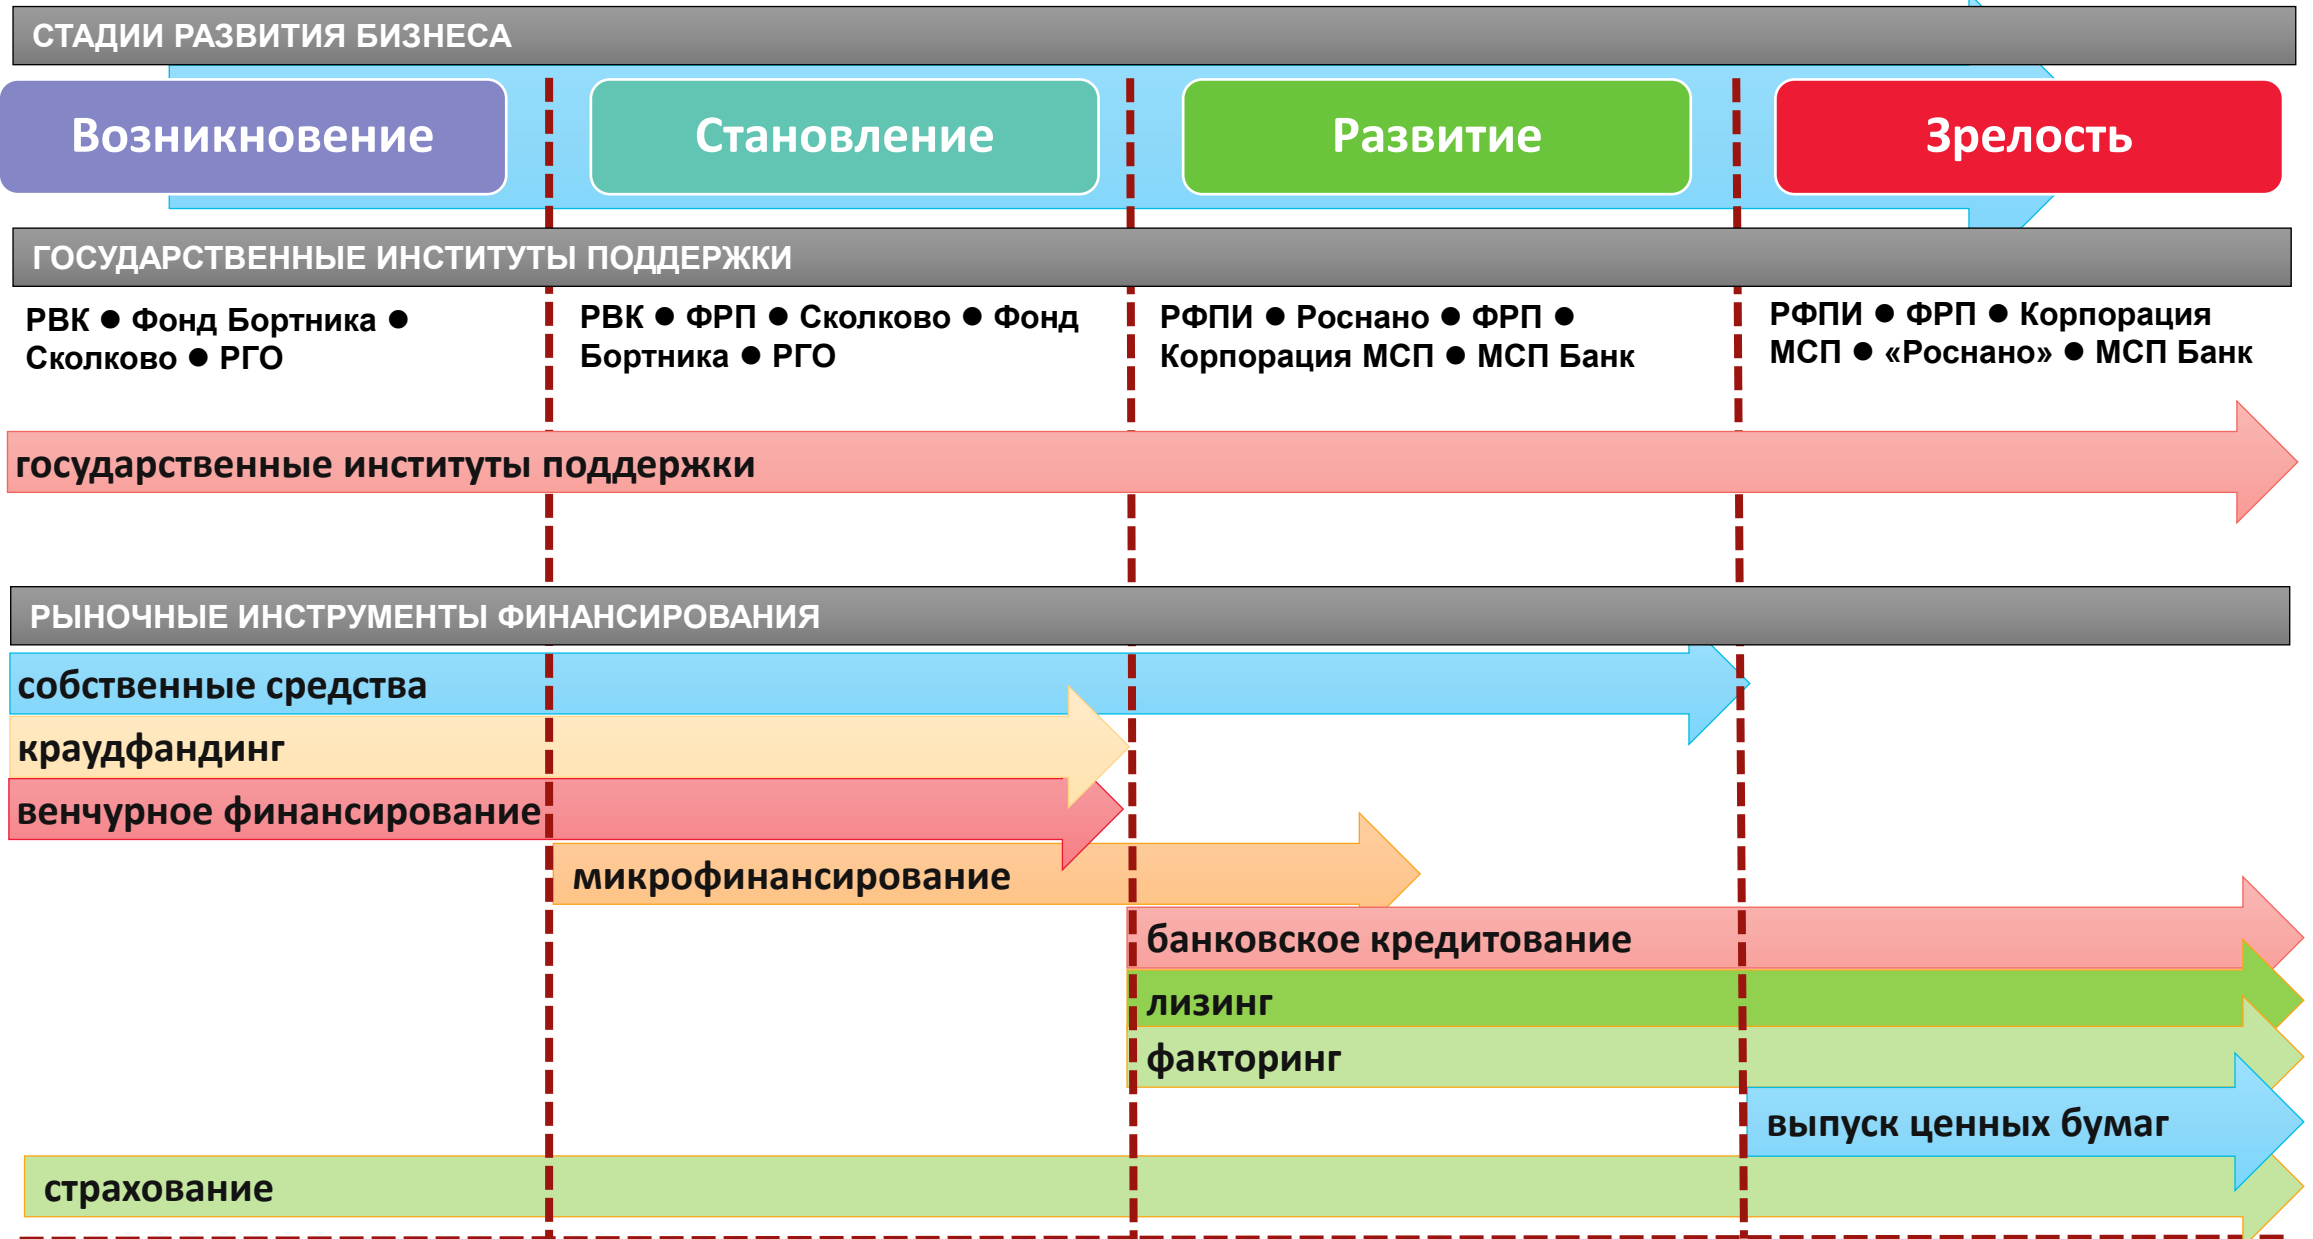 СТАДИИ РАЗВИТИЯ БИЗНЕСА
Возникновение
Становление
Развитие
Зрелость
ГОСУДАРСТВЕННЫЕ ИНСТИТУТЫ ПОДДЕРЖКИ
РВК ● Фонд Бортника ●
Сколково ● РГО
РВК ● ФРП ● Сколково ● Фонд
Бортника ● РГО
РФПИ ● Роснано ● ФРП ●
Корпорация МСП ● МСП Банк
РФПИ ● ФРП ● Корпорация
МСП ● «Роснано» ● МСП Банк
государственные институты поддержки
РЫНОЧНЫЕ ИНСТРУМЕНТЫ ФИНАНСИРОВАНИЯ
собственные средства
краудфандинг
венчурное финансирование
микрофинансирование
банковское кредитование
лизинг
факторинг
выпуск ценных бумаг
страхование